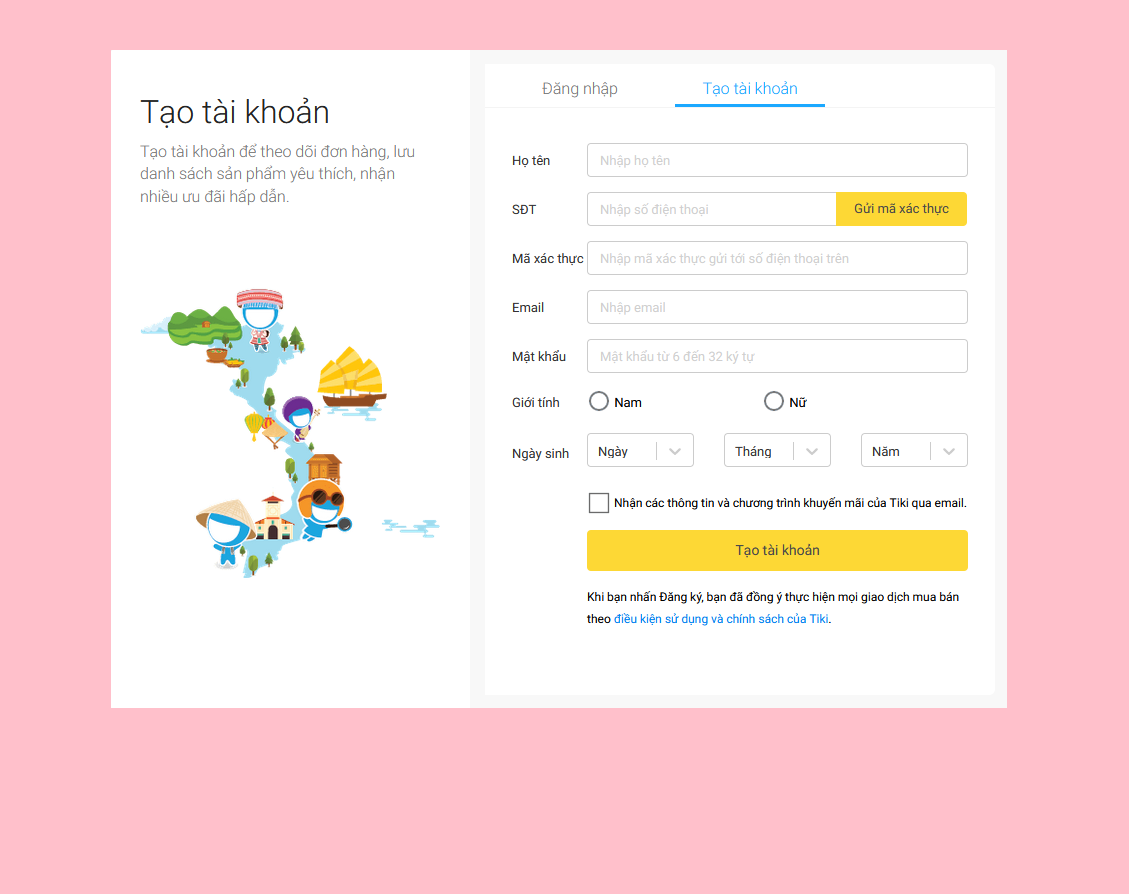 Tạo tài khoản
Tạo tài khoản để theo dõi đơn hàng, lưu
danh sách sản phẩm yêu thích, nhận
nhiều ưu đãi hấp dẫn.
Đăng nhập
Tạo tài khoản
Họ tên
Nhập họ tên
SĐT
Nhập số điện thoại
Gửi mã xác thực
Mã xác thực
Nhập mã xác thực gửi tới số điện thoại trên
Email
Nhập email
Mật khẩu
Mật khẩu từ 6 đến 32 ký tự
Giới tính
Nam
Nữ
Ngày sinh
Ngày
Tháng
Năm
Nhận các thông tin và chương trình khuyến mãi của Tiki qua email.
Tạo tài khoản
Khi bạn nhấn Đăng ký, bạn đã đồng ý thực hiện mọi giao dịch mua bán
theo điều kiện sử dụng và chính sách của Tiki.